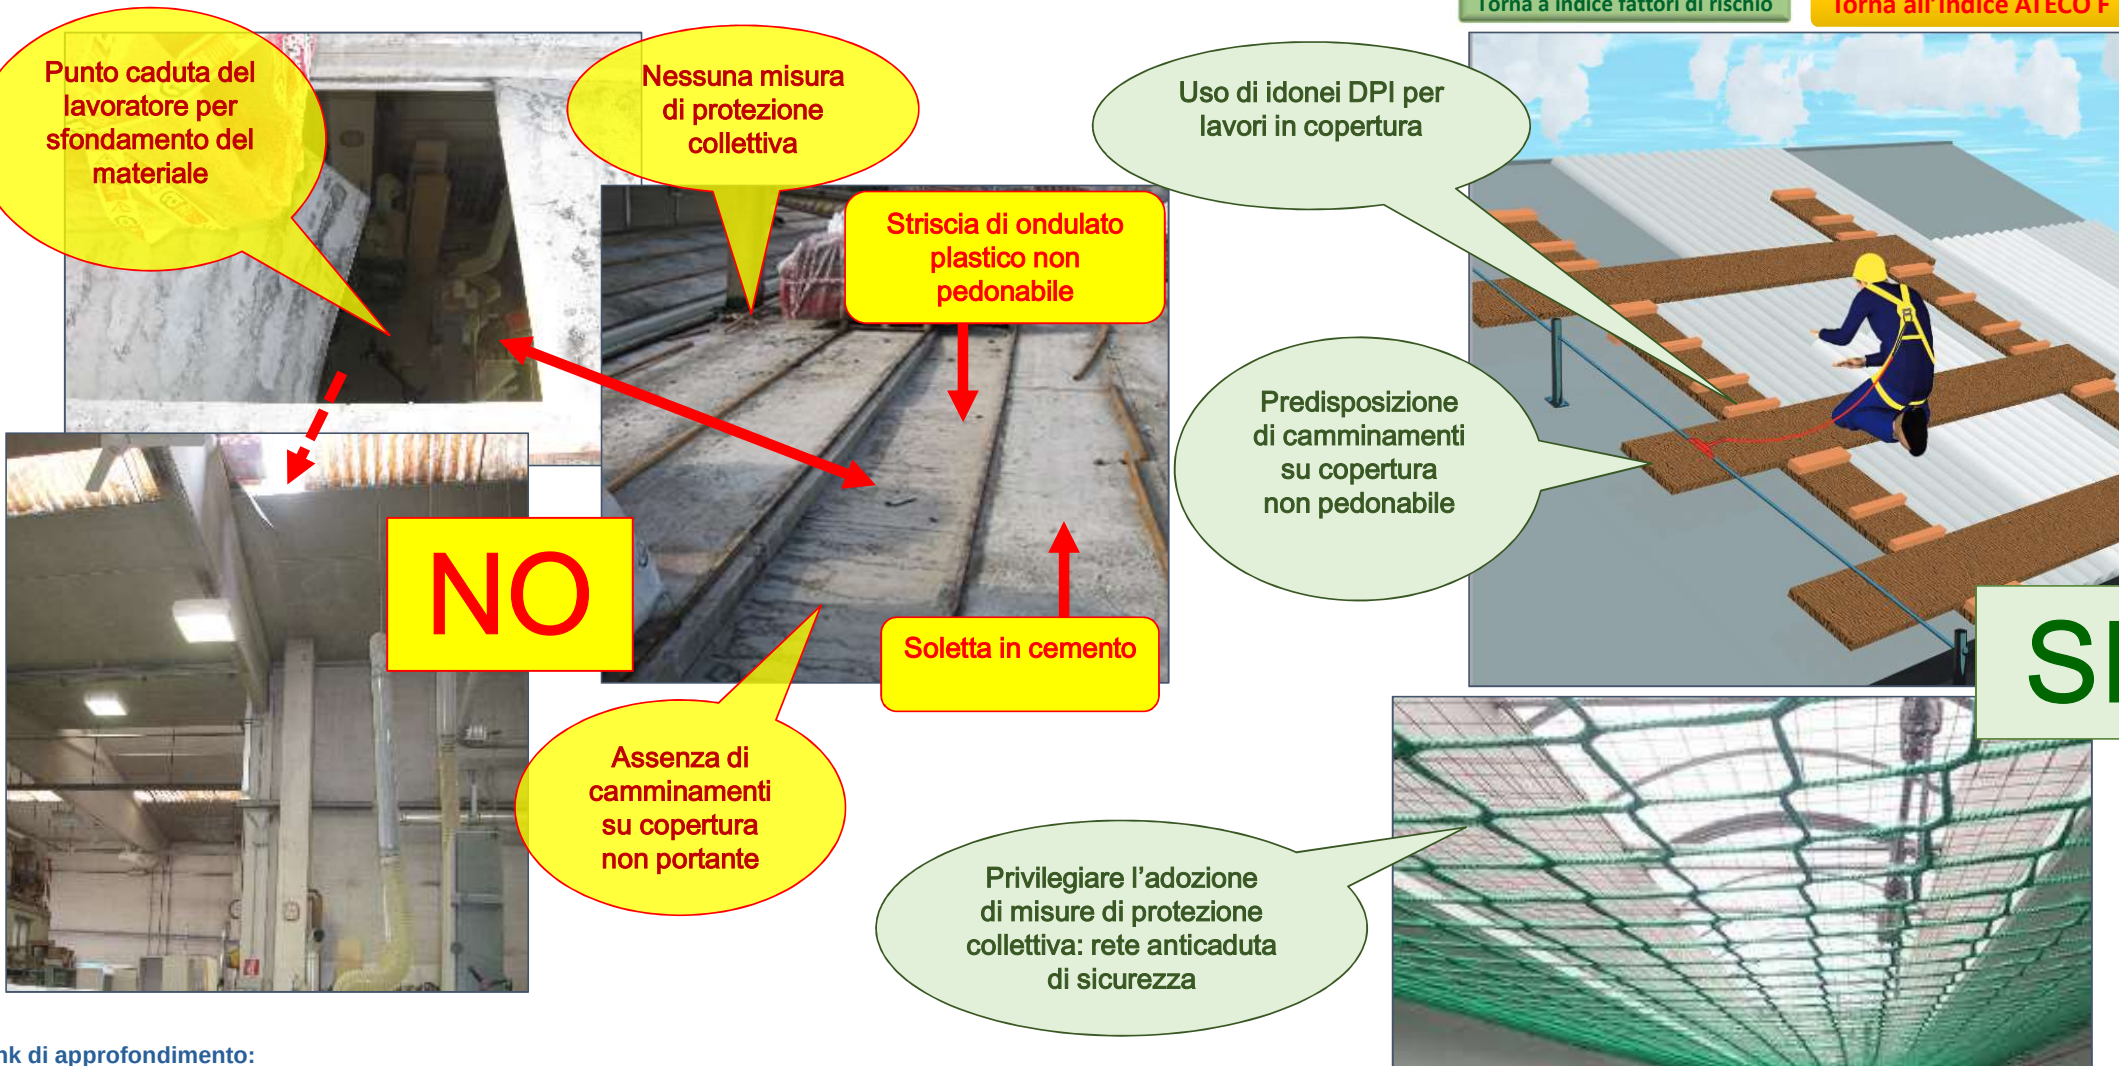 Torna a indice fattori di rischio
Torna all'indice ATECO F
Punto caduta del
lavoratore per
sfondamento del
materiale
Nessuna misura
di protezione
collettiva
Striscia di ondulato
plastico non
pedonabile
Uso di idonei DPI per
lavori in copertura
Predisposizione
di camminamenti
su copertura
non pedonabile
NO
Soletta in cemento
SI
Assenza di
camminamenti
su copertura
non portante
Privilegiare l'adozione
di misure di protezione
collettiva: rete anticaduta
di sicurezza
nk di approfondimento: